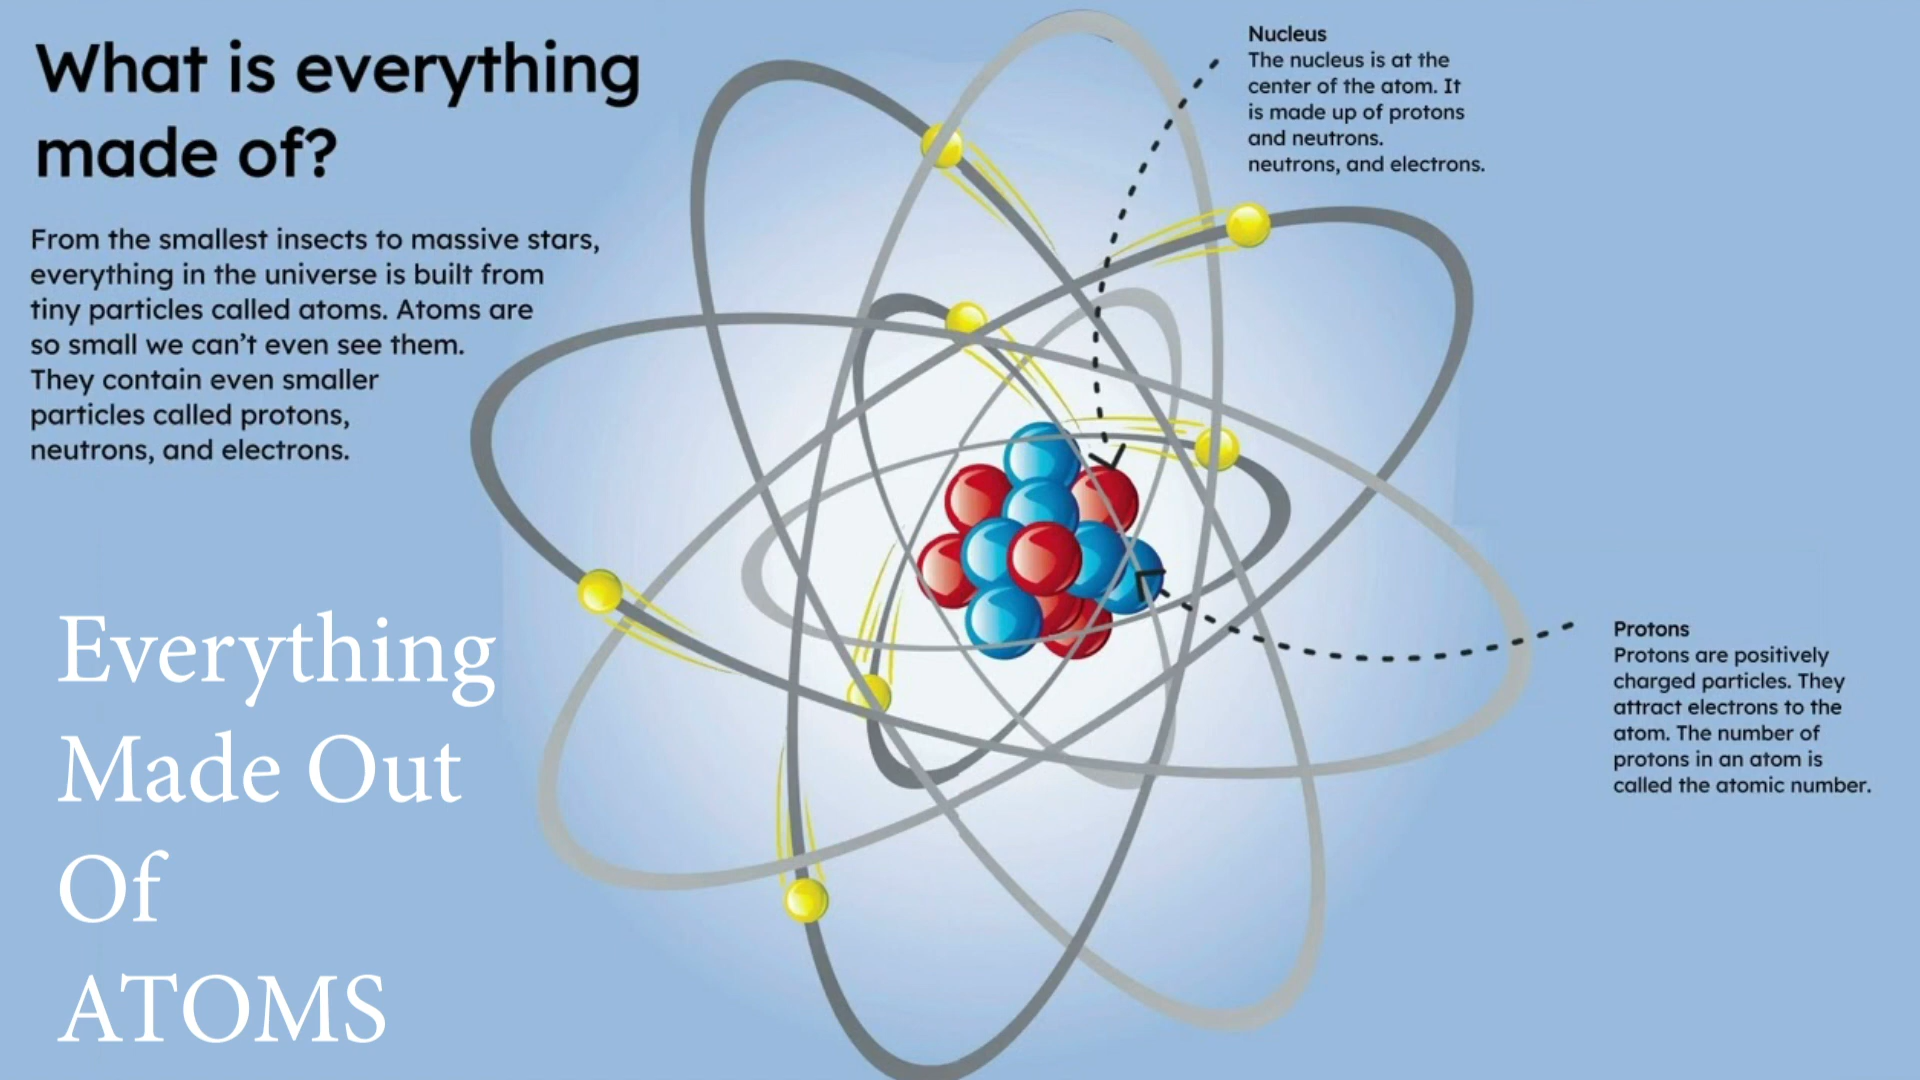 What is everything
made of?
From the smallest insects to massive stars,
everything in the universe is built from
tiny particles called atoms. Atoms are
so small we can’t even see them.
They contain even smaller
particles called protons,
neutrons, and electrons.
Everything
Made Out
Of
ATOMS
Nucleus
The nucleus is at the
center of the atom. It
is made up of protons
and neutrons.
neutrons, and electrons.
Protons
Protons are positively
charged particles. They
attract electrons to the
atom. The number of
protons in an atom is
called the atomic number.